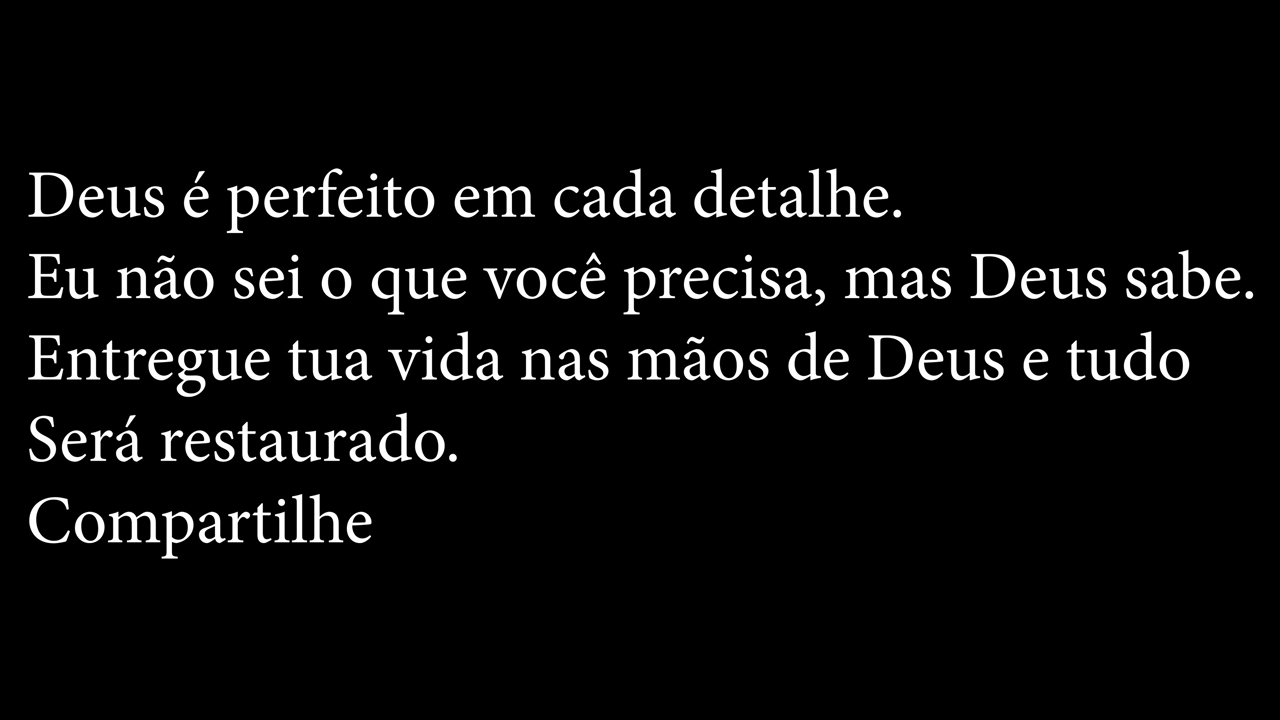 Deus é perfeito em cada detalhe.
Eu não sei o que você precisa, mas Deus sabe.
Entregue tua vida nas mãos de Deus e tudo
Será restaurado.
Compartilhe